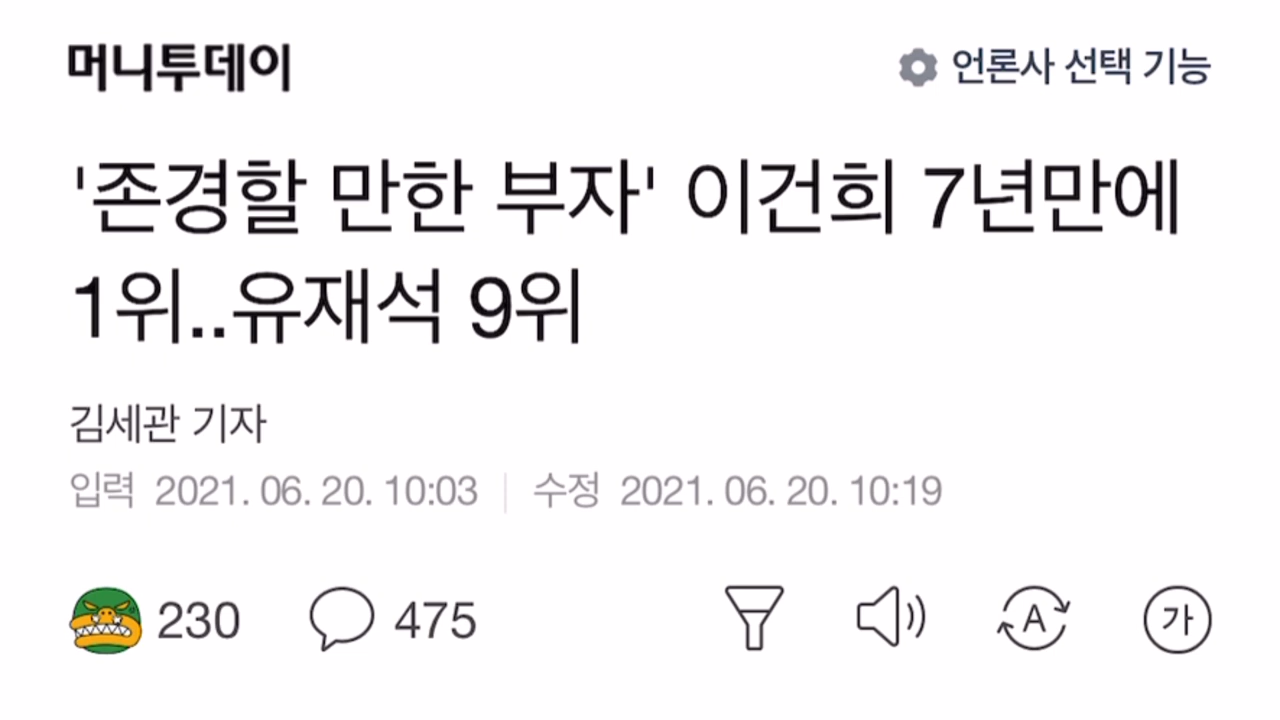 머니투데이
언론사 선택 기능
'존경할 만한 부자' 이건희 7년만에
1위..유재석 9위
김세관 기자
입력 2021. 06. 20. 10:03 수정 2021. 06. 20. 10:19
230 475 A 가